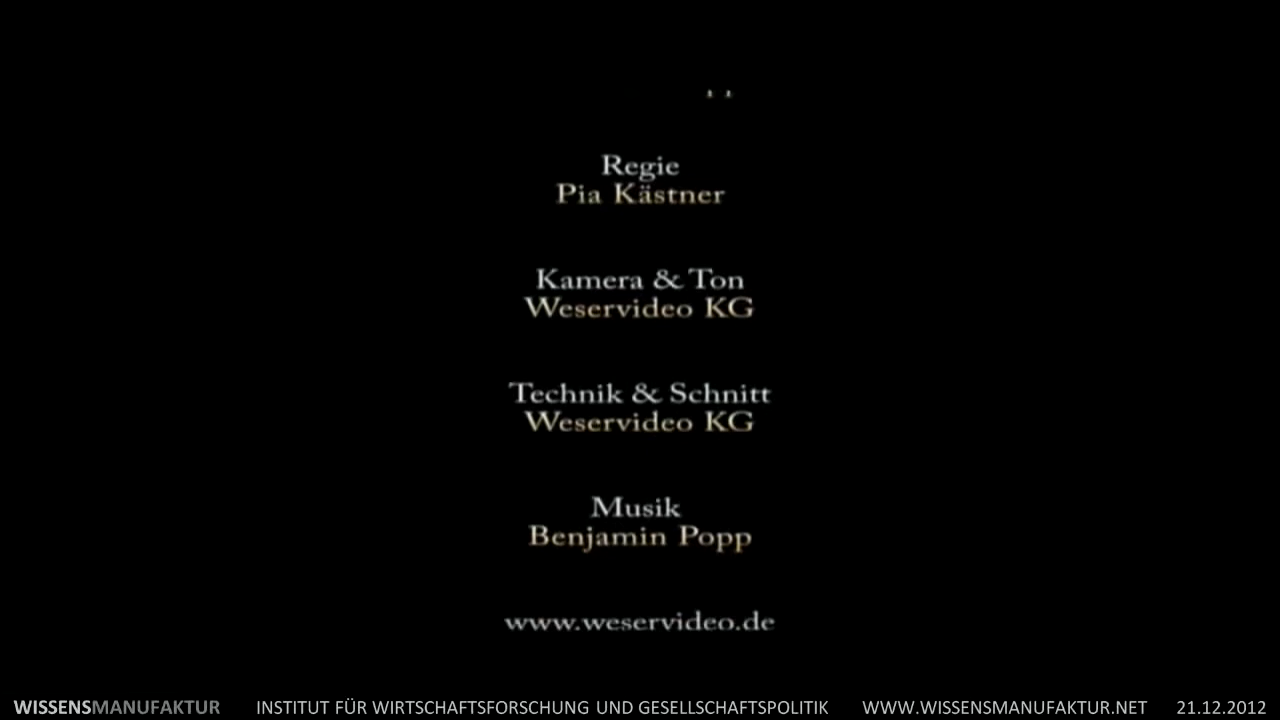 Regie
Pia Kästner
Kamera & Ton
Weservideo KG
Technik & Schnitt
Weservideo KG
Musik
Benjamin Popp
www.weservideo.de
WISSENSMANUFAKTUR INSTITUT FÜR WIRTSCHAFTSFORSCHUNG UND GESELLSCHAFTSPOLITIK WWW.WISSENSMANUFAKTUR.NET 21.12.2012